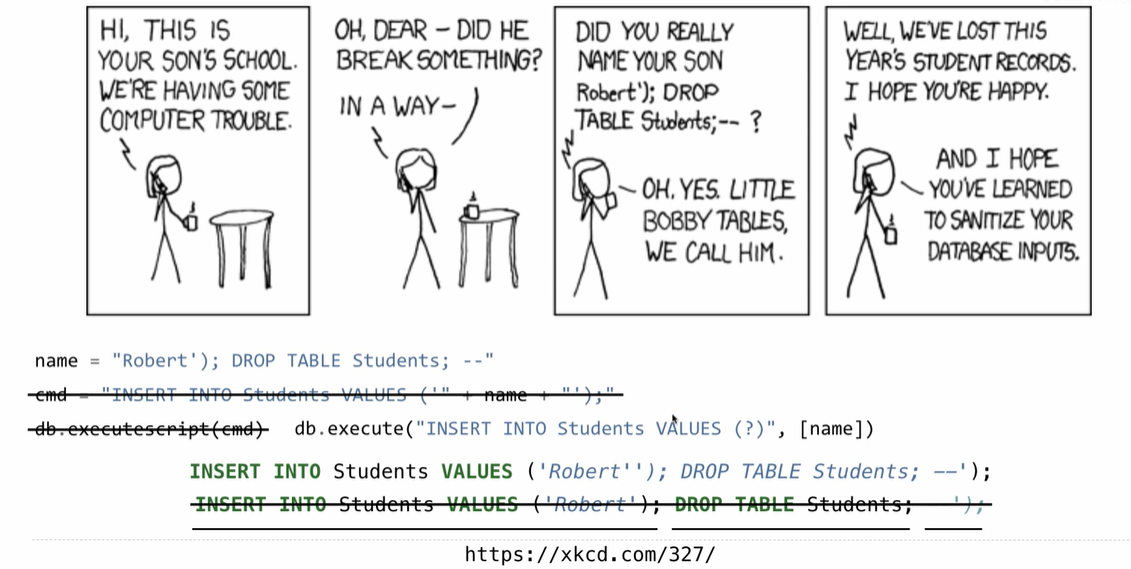 HI, THIS IS
YOUR SON'S SCHOOL.
WE'RE HAVING SOME
COMPUTER TROUBLE.
OH, DEAR – DID HE
BREAK SOMETHING?
IN A WAY–
DID YOU REALLY
NAME YOUR SON
Robert'); DROP
TABLE Students;-- ?
OH. YES. LITTLE
BOBBY TABLES,
WE CALL HIM.
WELL, WE'VE LOST THIS
YEAR'S STUDENT RECORDS.
I HOPE YOU'RE HAPPY.
AND I HOPE
YOU'VE LEARNED
TO SANITIZE YOUR
DATABASE INPUTS.
name = "Robert'); DROP TABLE Students; --"
cmd = "INSERT INTO Students VALUES ('" + name + "');"
db.executescript(cmd) db.execute("INSERT INTO Students VALUES (?)", [name])
INSERT INTO Students VALUES ('Robert''); DROP TABLE Students; --');
INSERT INTO Students VALUES ('Robert'); DROP TABLE Students; --');
https://xkcd.com/327/